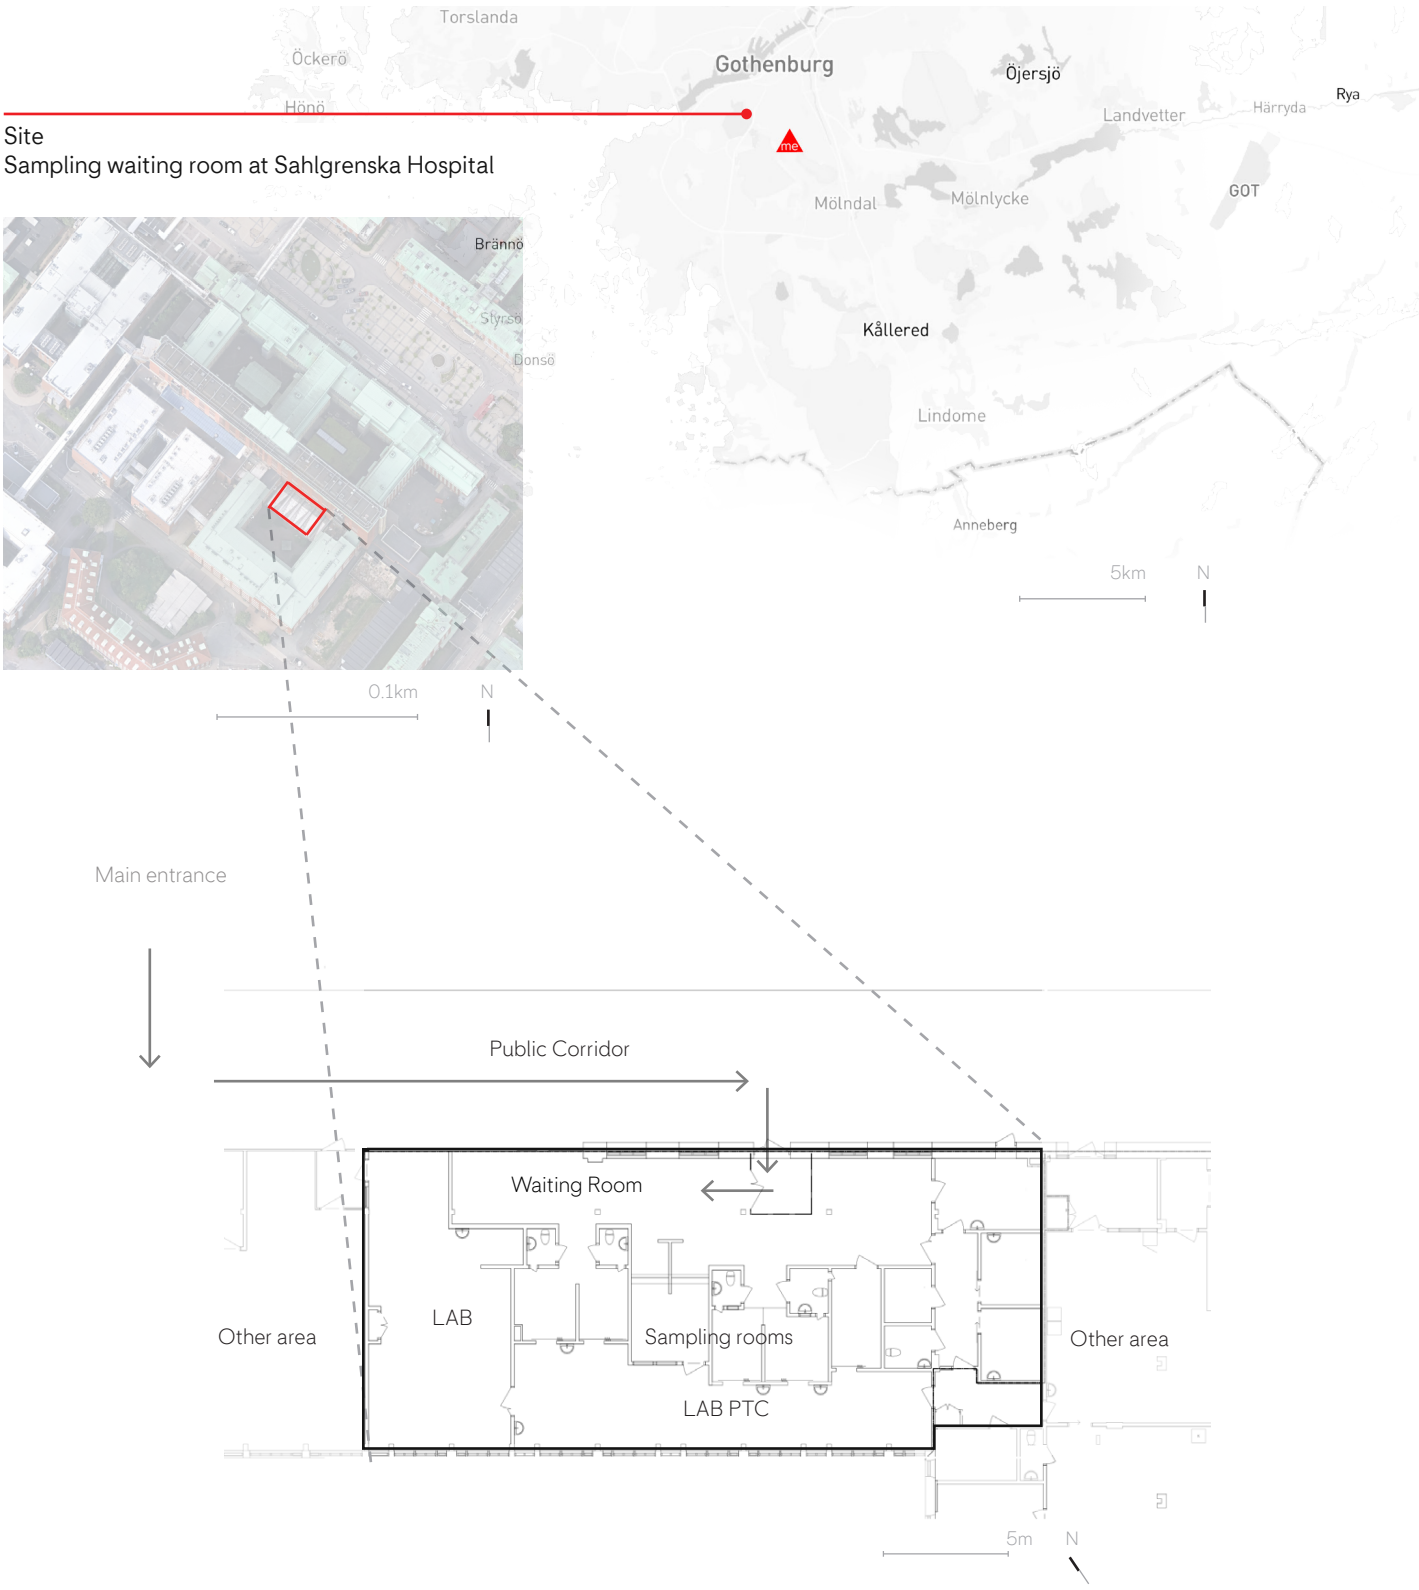 Torslanda
Öckerö
Gothenburg
Öjersjö
Rya
Hönö
Landvetter
Härryda
Site
me
Sampling waiting room at Sahlgrenska Hospital
Mölndal
Mölnlycke
GOT
Brännö
Styrsö
Kållered
Donsö
Lindome
Anneberg
5km
N
0.1km
N
Main entrance
Public Corridor
Waiting Room
LAB
Other area
Sampling rooms
Other area
LAB PTC
5m
N